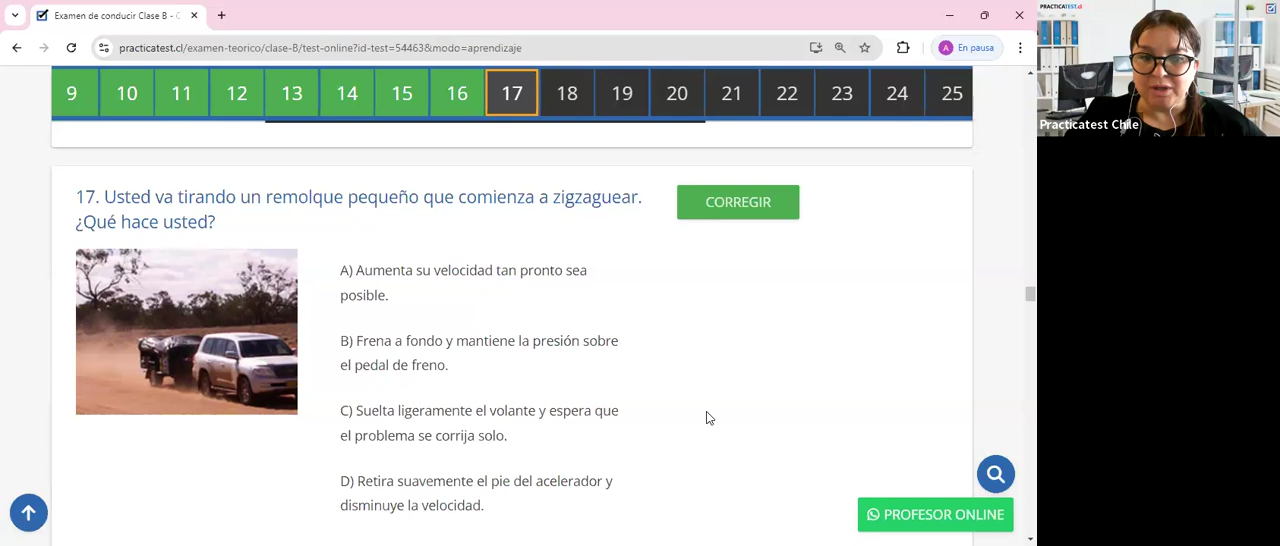 Examen de conducir Clase B - C
practicatest.cl/examen-teorico/clase-B/test-online?id-test=54463&modo=aprendizaje
A
En pausa
9 10 11 12 13 14 15 16 17 18 19 20 21 22 23 24 25
17. Usted va tirando un remolque pequeño que comienza a zigzaguear.
¿Qué hace usted?
CORREGIR
A) Aumenta su velocidad tan pronto sea
posible.
B) Frena a fondo y mantiene la presión sobre
el pedal de freno.
C) Suelta ligeramente el volante y espera que
el problema se corrija solo.
D) Retira suavemente el pie del acelerador y
disminuye la velocidad.
PROFESOR ONLINE
PRACTICATEST.cl
Practicatest Chile